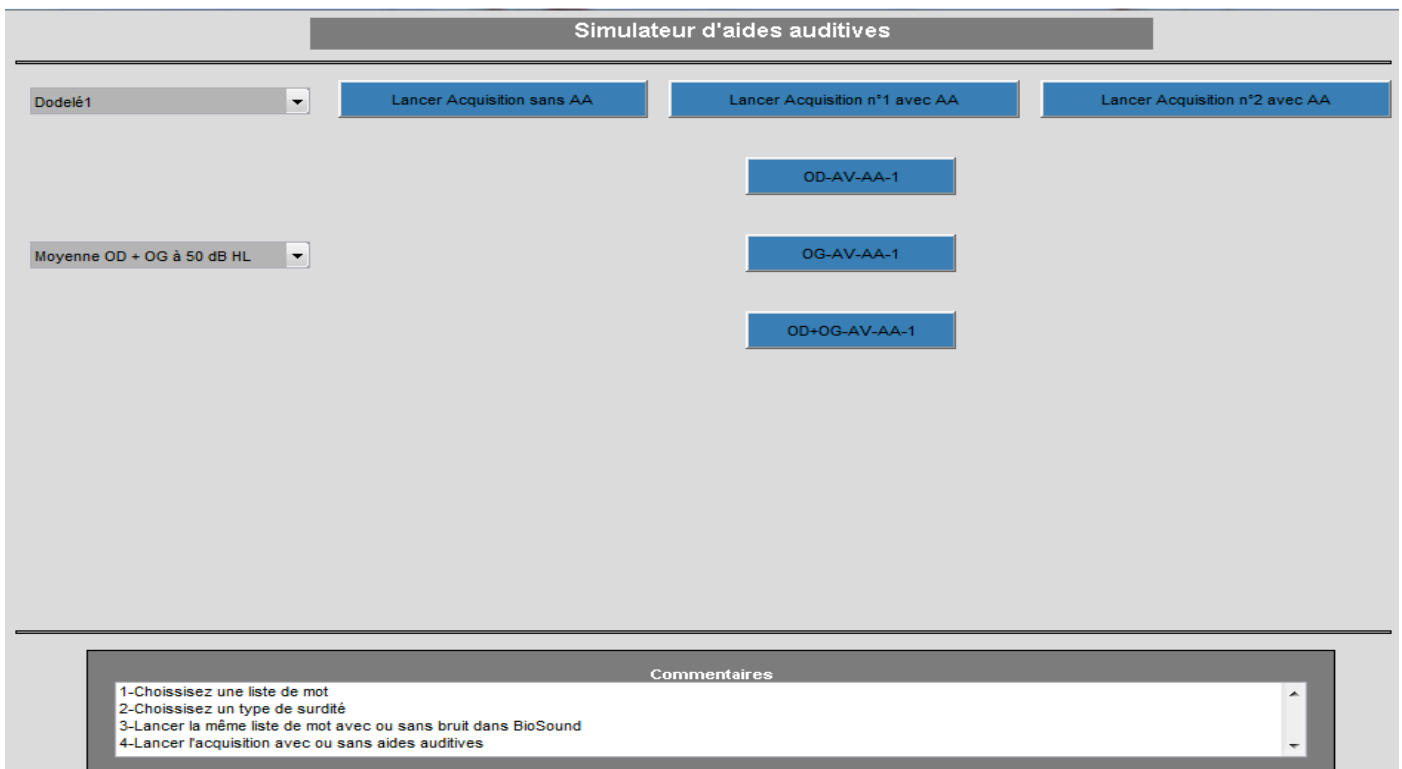 Simulateur d'aides auditives
Dodelé1
Lancer Acquisition sans AA
Lancer Acquisition n°1 avec AA
Lancer Acquisition n°2 avec AA
OD-AV-AA-1
Moyenne OD + OG à 50 dB HL
OG-AV-AA-1
OD+OG-AV-AA-1
Commentaires
1-Choissisez une liste de mot
2-Choissisez un type de surdité
3-Lancer la même liste de mot avec ou sans bruit dans BioSound
4-Lancer l'acquisition avec ou sans aides auditives